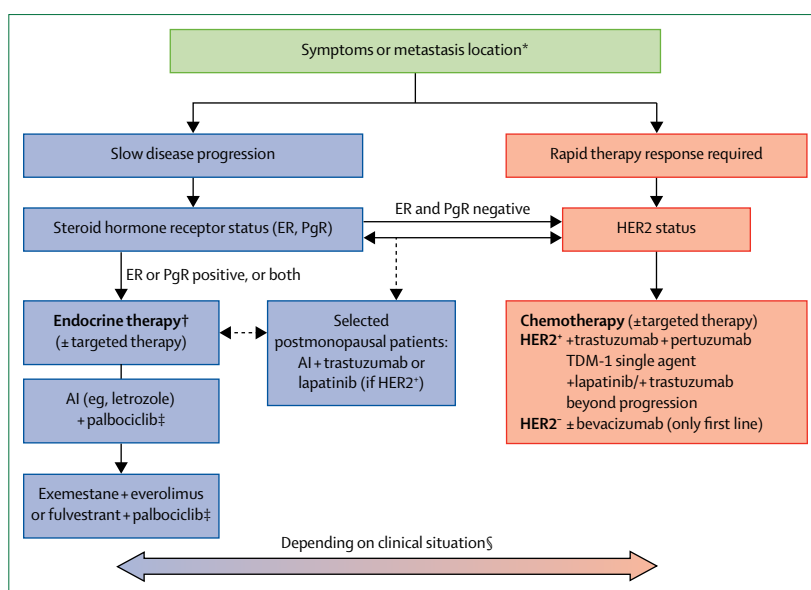 Symptoms or metastasis location*
Slow disease progression
Rapid therapy response required
Steroid hormone receptor status (ER, PgR)
ER and PgR negative
HER2 status
ER or PgR positive, or both
Endocrine therapy†
(± targeted therapy)
Selected
postmonopausal patients:
AI + trastuzumab or
lapatinib (if HER2⁺)
Chemotherapy (±targeted therapy)
HER2⁺ +trastuzumab + pertuzumab
TDM-1 single agent
+lapatinib/+ trastuzumab
beyond progression
HER2⁻ ± bevacizumab (only first line)
AI (eg, letrozole)
+ palbociclib‡
Exemestane + everolimus
or fulvestrant + palbociclib‡
Depending on clinical situation§